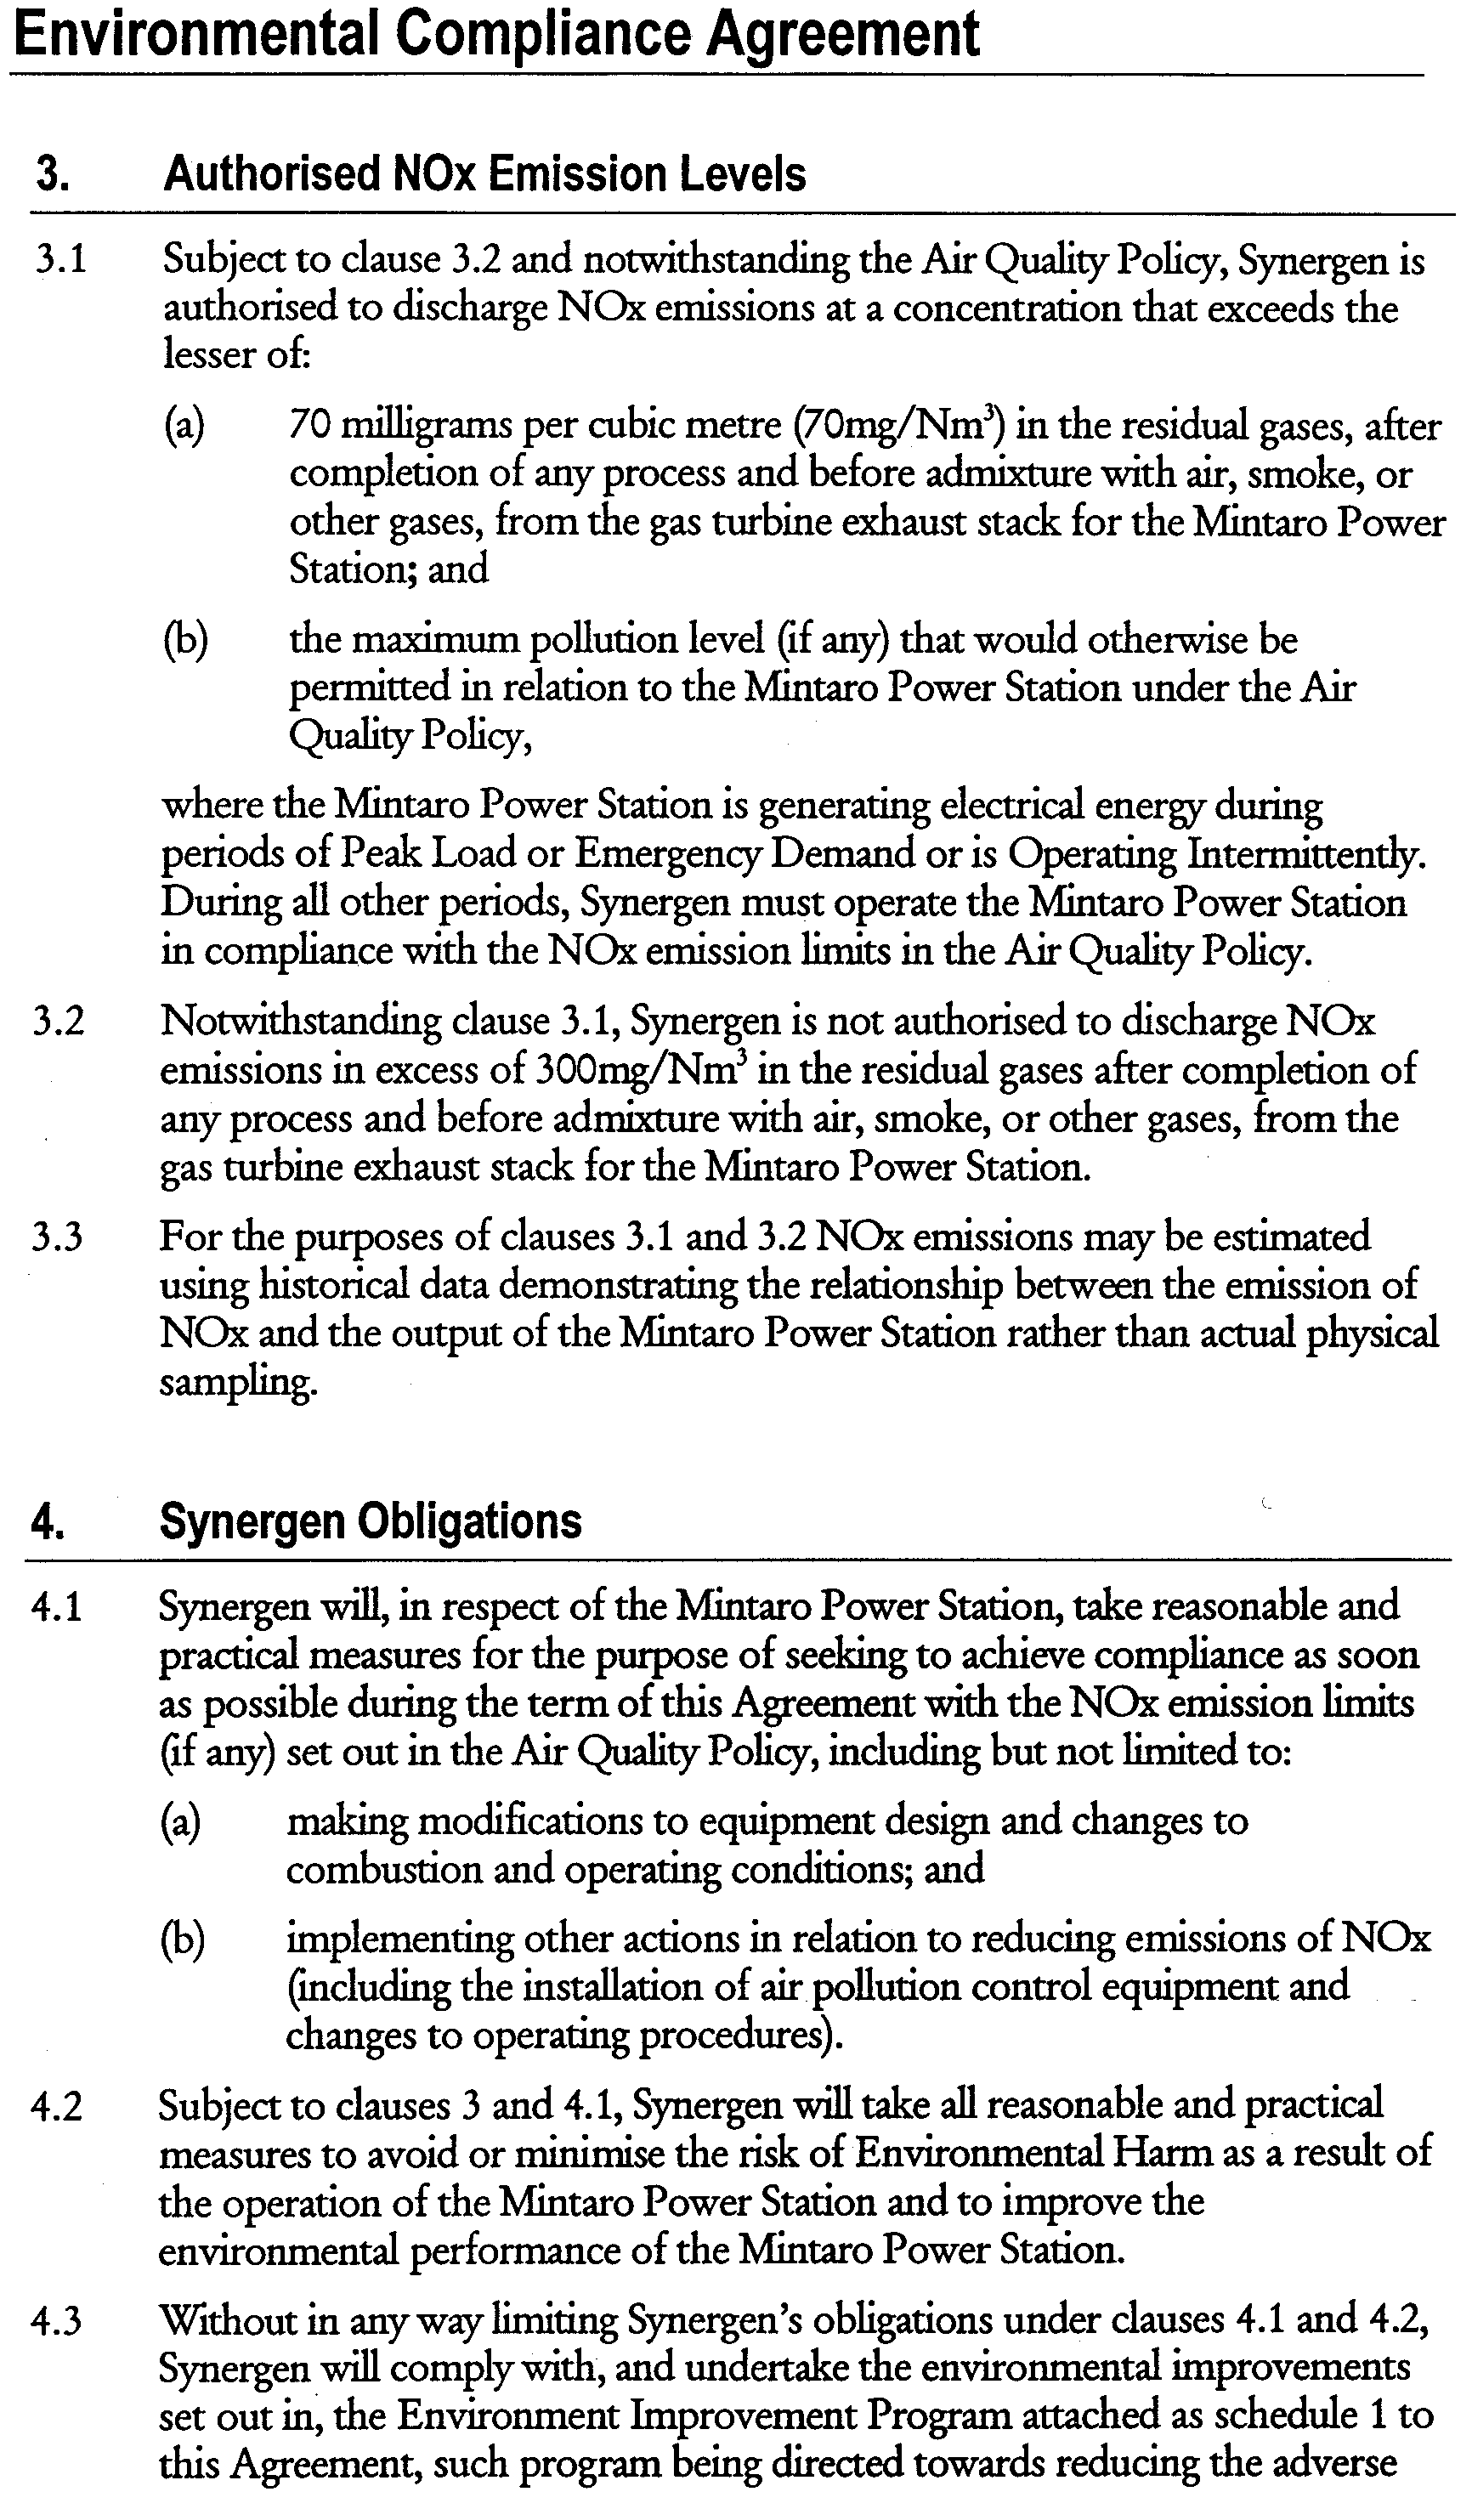 Environmental Compliance Agreement
3. Authorised NOx Emission Levels
3.1 Subject to clause 3.2 and notwithstanding the Air Quality Policy, Synergen is
authorised to discharge NOx emissions at a concentration that exceeds the
lesser of:
(a) 70 milligrams per cubic metre (70mg/Nm³) in the residual gases, after
completion of any process and before admixture with air, smoke, or
other gases, from the gas turbine exhaust stack for the Mintaro Power
Station; and
(b) the maximum pollution level (if any) that would otherwise be
permitted in relation to the Mintaro Power Station under the Air
Quality Policy,
where the Mintaro Power Station is generating electrical energy during
periods of Peak Load or Emergency Demand or is Operating Intermittently.
During all other periods, Synergen must operate the Mintaro Power Station
in compliance with the NOx emission limits in the Air Quality Policy.
3.2 Notwithstanding clause 3.1, Synergen is not authorised to discharge NOx
emissions in excess of 300mg/Nm³ in the residual gases after completion of
any process and before admixture with air, smoke, or other gases, from the
gas turbine exhaust stack for the Mintaro Power Station.
3.3 For the purposes of clauses 3.1 and 3.2 NOx emissions may be estimated
using historical data demonstrating the relationship between the emission of
NOx and the output of the Mintaro Power Station rather than actual physical
sampling.
4. Synergen Obligations
4.1 Synergen will, in respect of the Mintaro Power Station, take reasonable and
practical measures for the purpose of seeking to achieve compliance as soon
as possible during the term of this Agreement with the NOx emission limits
(if any) set out in the Air Quality Policy, including but not limited to:
(a) making modifications to equipment design and changes to
combustion and operating conditions; and
(b) implementing other actions in relation to reducing emissions of NOx
(including the installation of air pollution control equipment and
changes to operating procedures).
4.2 Subject to clauses 3 and 4.1, Synergen will take all reasonable and practical
measures to avoid or minimise the risk of Environmental Harm as a result of
the operation of the Mintaro Power Station and to improve the
environmental performance of the Mintaro Power Station.
4.3 Without in any way limiting Synergen's obligations under clauses 4.1 and 4.2,
Synergen will comply with, and undertake the environmental improvements
set out in, the Environment Improvement Program attached as schedule 1 to
this Agreement, such program being directed towards reducing the adverse